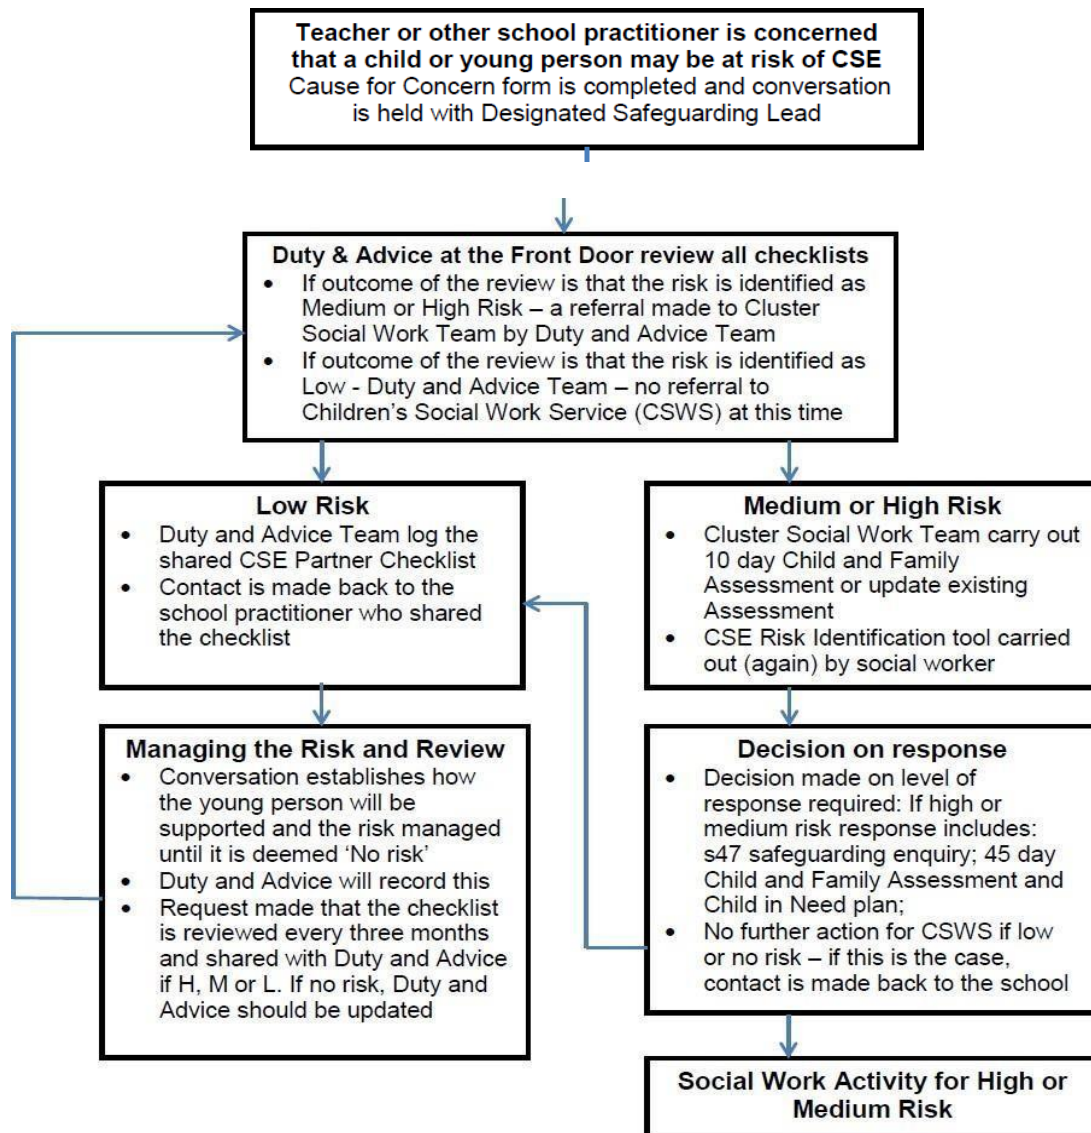 Teacher or other school practitioner is concerned
that a child or young person may be at risk of CSE
Cause for Concern form is completed and conversation
is held with Designated Safeguarding Lead
Duty & Advice at the Front Door review all checklists
• If outcome of the review is that the risk is identified as
Medium or High Risk – a referral made to Cluster
Social Work Team by Duty and Advice Team
• If outcome of the review is that the risk is identified as
Low - Duty and Advice Team – no referral to
Children's Social Work Service (CSWS) at this time
Low Risk
• Duty and Advice Team log the
shared CSE Partner Checklist
• Contact is made back to the
school practitioner who shared
the checklist
Medium or High Risk
• Cluster Social Work Team carry out
10 day Child and Family
Assessment or update existing
Assessment
• CSE Risk Identification tool carried
out (again) by social worker
Managing the Risk and Review
• Conversation establishes how
the young person will be
supported and the risk managed
until it is deemed 'No risk'
• Duty and Advice will record this
• Request made that the checklist
is reviewed every three months
and shared with Duty and Advice
if H, M or L. If no risk, Duty and
Advice should be updated
Decision on response
• Decision made on level of
response required: If high or
medium risk response includes:
s47 safeguarding enquiry; 45 day
Child and Family Assessment and
Child in Need plan;
• No further action for CSWS if low
or no risk – if this is the case,
contact is made back to the school
Social Work Activity for High or
Medium Risk